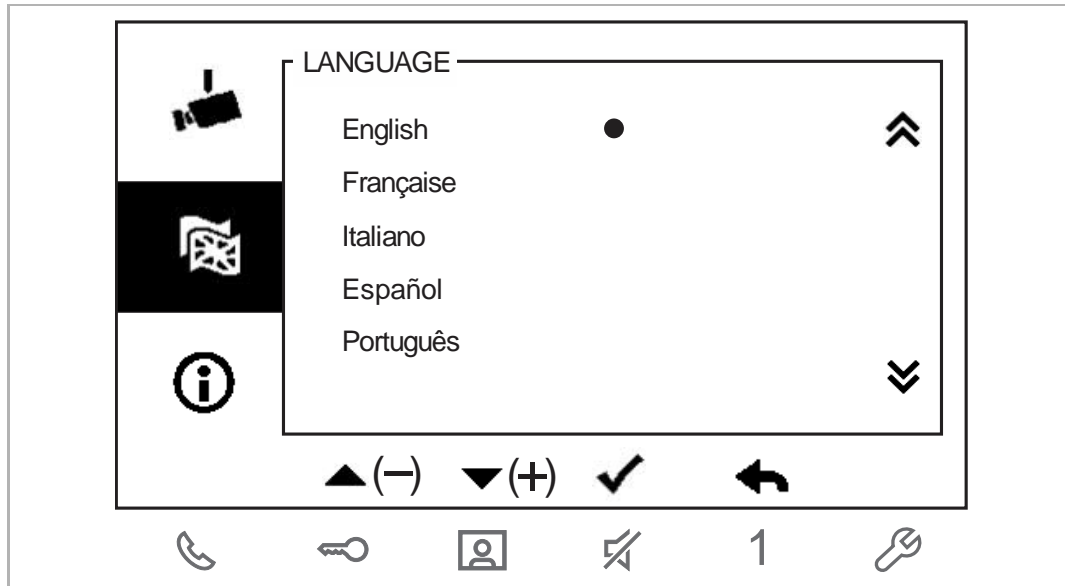 LANGUAGE
English
Française
Italiano
Español
Português
(−) (+)
1